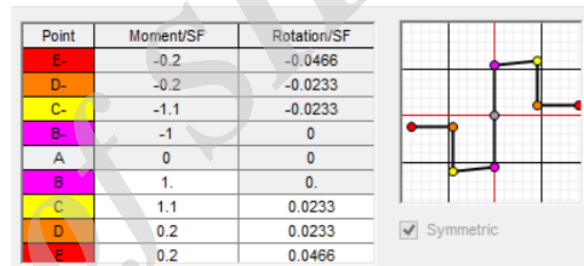 Point Moment/SF Rotation/SF
E- -0.2 -0.0466
D- -0.2 -0.0233
C- -1.1 -0.0233
B- -1 0
A 0 0
B 1. 0.
C 1.1 0.0233
D 0.2 0.0233
E 0.2 0.0466
Symmetric